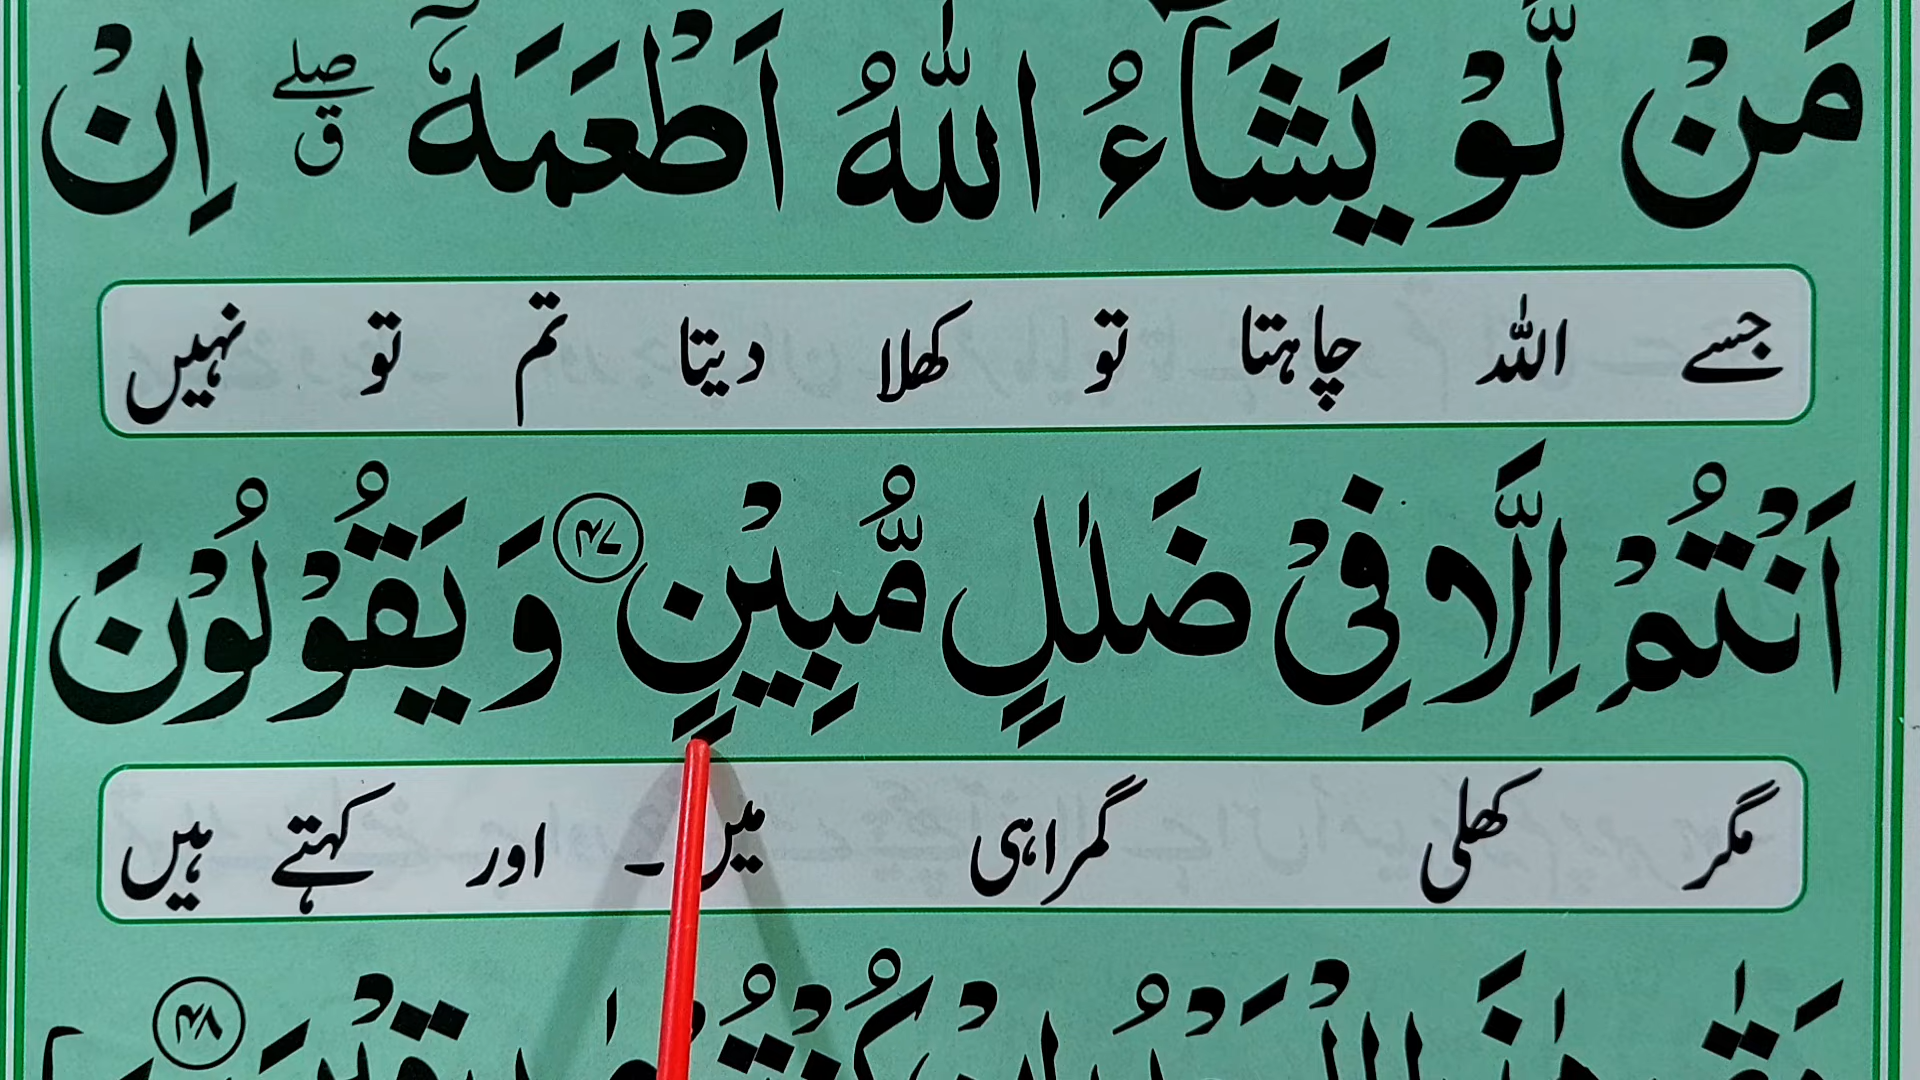 مَنۡ لَّوۡ يَشَآءُ اللّٰهُ اَطۡعَمَهٗۤ ۖ ق اِنۡ
جسے اللہ چاہتا تو کھلا دیتا تم تو نہیں
اَنۡتُمۡ اِلَّا فِىۡ ضَلٰلٍ مُّبِيۡنٍ ﴿۴۷﴾ وَيَقُوۡلُوۡنَ
مگر کھلی گمراہی میں۔ اور کہتے ہیں
۴۸